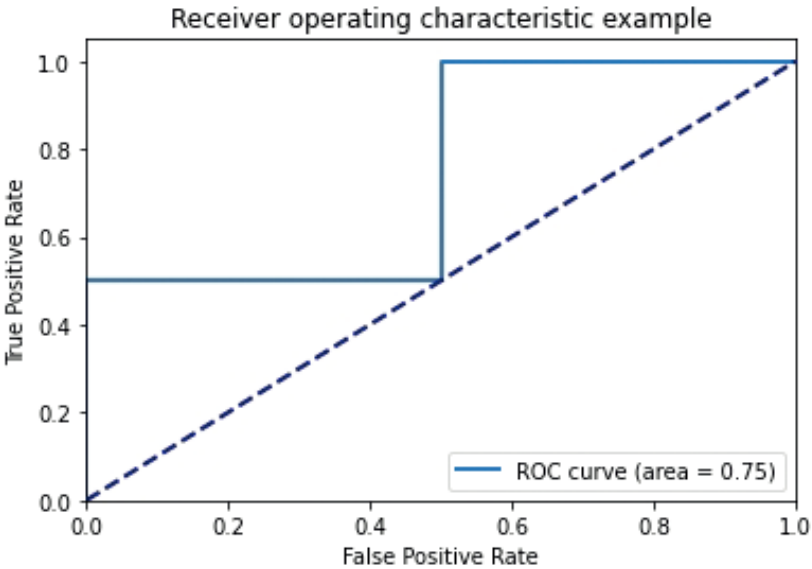 Receiver operating characteristic example
1.0
0.8
0.6
0.4
0.2
0.0
True Positive Rate
ROC curve (area = 0.75)
0.0 0.2 0.4 0.6 0.8 1.0
False Positive Rate